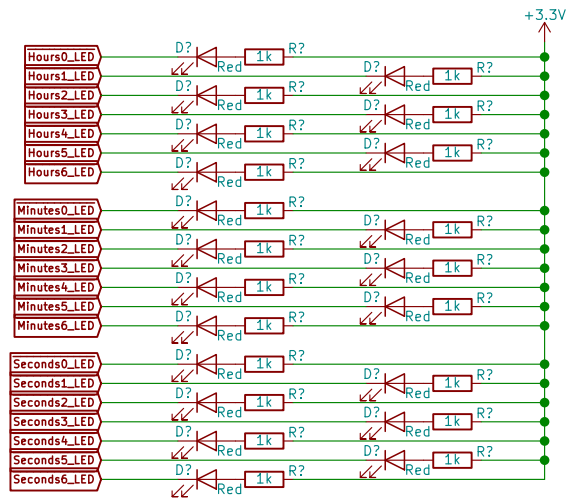 +3.3V
Hours0_LED D? Red 1k R?
Hours1_LED D? Red 1k R?
Hours2_LED D? Red 1k R?
Hours3_LED D? Red 1k R?
Hours4_LED D? Red 1k R?
Hours5_LED D? Red 1k R?
Hours6_LED D? Red 1k R?
Minutes0_LED D? Red 1k R?
Minutes1_LED D? Red 1k R?
Minutes2_LED D? Red 1k R?
Minutes3_LED D? Red 1k R?
Minutes4_LED D? Red 1k R?
Minutes5_LED D? Red 1k R?
Minutes6_LED D? Red 1k R?
Seconds0_LED D? Red 1k R?
Seconds1_LED D? Red 1k R?
Seconds2_LED D? Red 1k R?
Seconds3_LED D? Red 1k R?
Seconds4_LED D? Red 1k R?
Seconds5_LED D? Red 1k R?
Seconds6_LED D? Red 1k R?